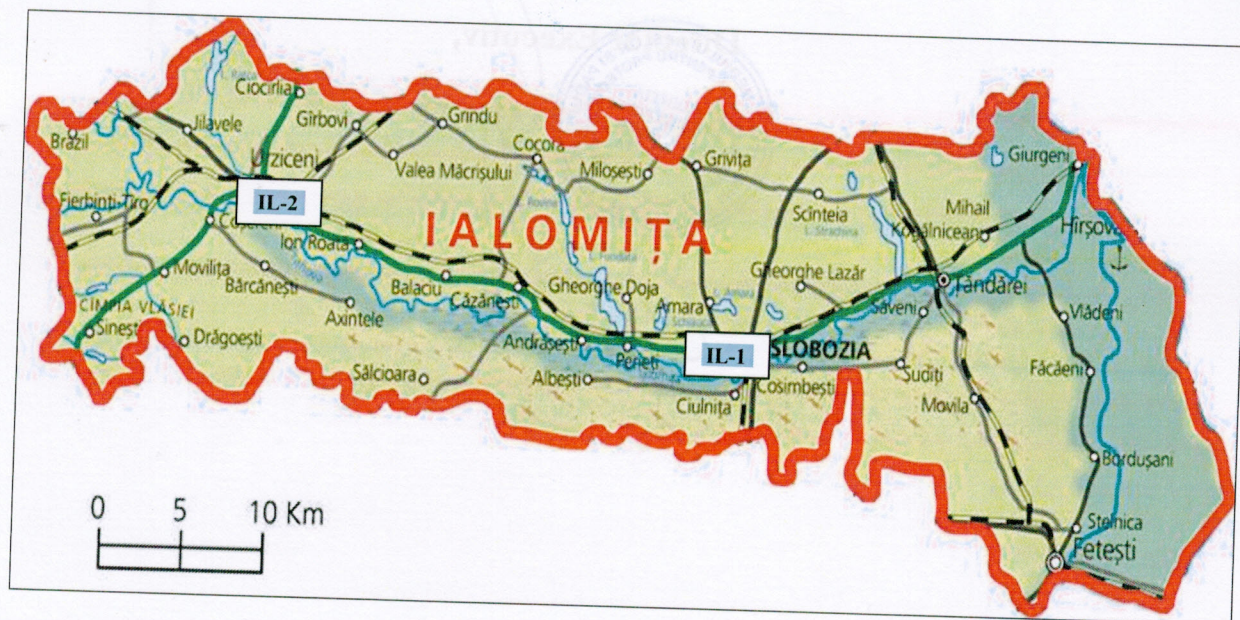 Ciocîrlia
Jilavele
Gîrbovi
Grindu
Brazil
Urziceni
Valea Măcrișului
Cocora
Miloșești
Grivița
Giurgeni
Fierbinți-Tîrg
IL-2
Scînteia
L. Strachina
Mihail
Kogălniceanu
Hîrșova
IALOMIȚA
Ion Roată
L. Fundata
Movilița
Bărcănești
Balaciu
Căzănești
Gheorghe Doja
Amara
L. Amara
Gheorghe Lazăr
Țăndărei
Săveni
Vlădeni
CÎMPIA VLĂSIEI
Sinești
Drăgoești
Axintele
Andrășești
Perieți
IL-1
SLOBOZIA
Sălcioara
Albești
Ciulnița
Cosîmbești
Sudiți
Făcăeni
Movila
Bordușani
Stelnica
Fetești
0 5 10 Km